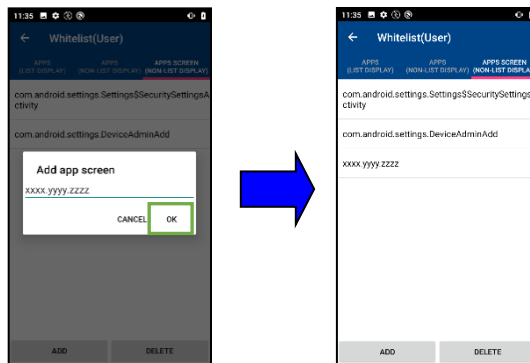 11:35
Whitelist(User)
APPS
(LIST DISPLAY)
APPS
(NON-LIST DISPLAY)
APPS SCREEN
(NON-LIST DISPLAY)
com.android.settings.Settings$SecuritySettingsA
ctivity
com.android.settings.DeviceAdminAdd
Add app screen
xxxx.yyyy.zzzz
CANCEL
OK
ADD
DELETE
11:35
Whitelist(User)
APPS
(LIST DISPLAY)
APPS
(NON-LIST DISPLAY)
APPS SCREEN
(NON-LIST DISPLA
com.android.settings.Settings$SecuritySettings
ctivity
com.android.settings.DeviceAdminAdd
xxxx.yyyy.zzzz
ADD
DELETE